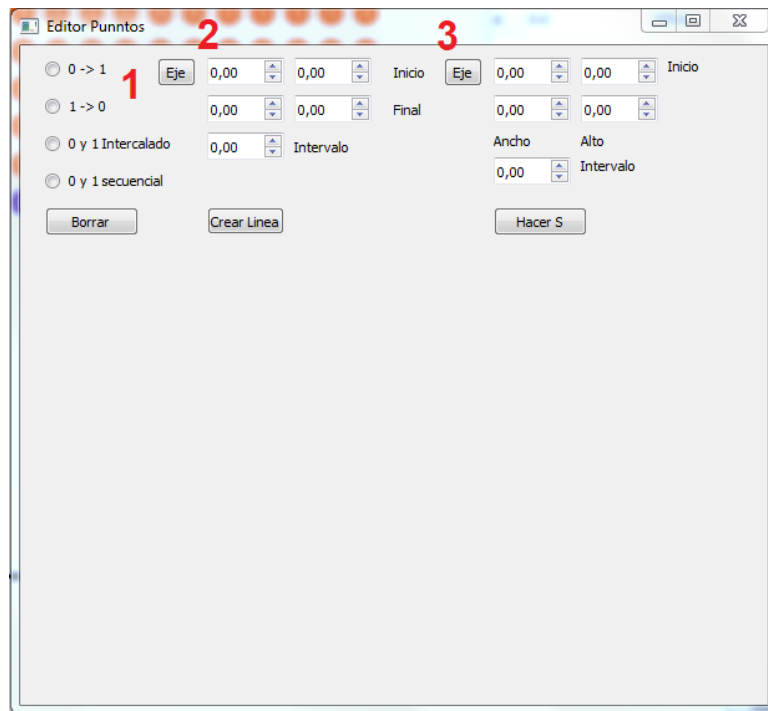 Editor Punntos
2
3
0 -> 1
1
Eje
0,00
0,00
Inicio
Eje
0,00
0,00
Inicio
1 -> 0
0,00
0,00
Final
0,00
0,00
0 y 1 Intercalado
0,00
Intervalo
Ancho
Alto
0 y 1 secuencial
0,00
Intervalo
Borrar
Crear Linea
Hacer S